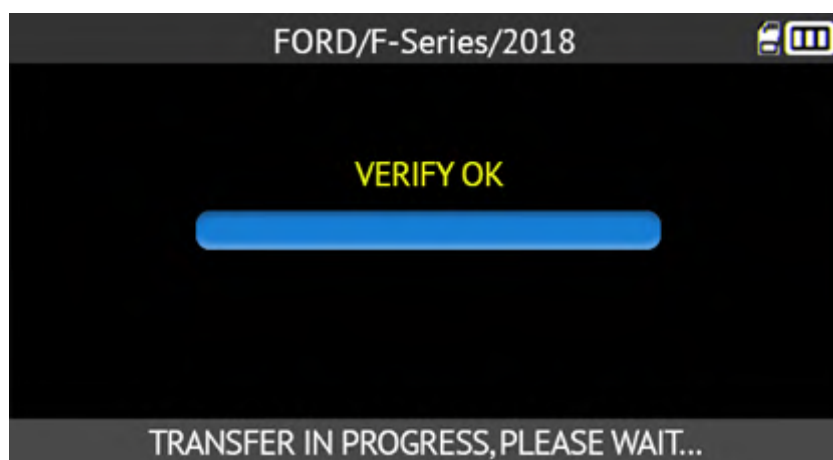 FORD/F-Series/2018
VERIFY OK
TRANSFER IN PROGRESS,PLEASE WAIT...